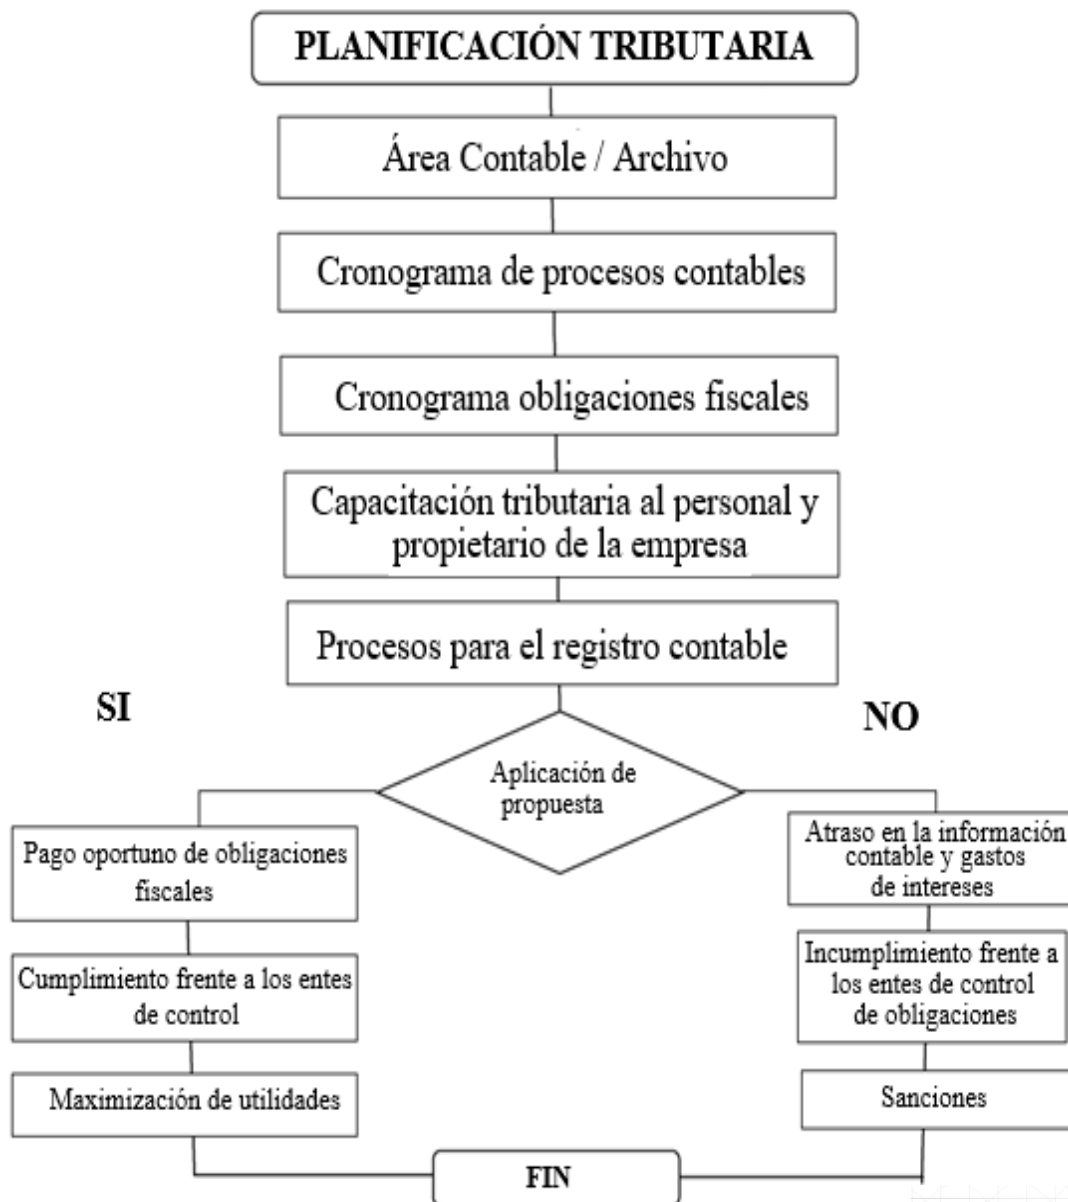 PLANIFICACIÓN TRIBUTARIA
Área Contable / Archivo
Cronograma de procesos contables
Cronograma obligaciones fiscales
Capacitación tributaria al personal y
propietario de la empresa
Procesos para el registro contable
SI
NO
Aplicación de
propuesta
Pago oportuno de obligaciones
fiscales
Cumplimiento frente a los entes
de control
Maximización de utilidades
Atraso en la información
contable y gastos
de intereses
Incumplimiento frente a
los entes de control
de obligaciones
Sanciones
FIN